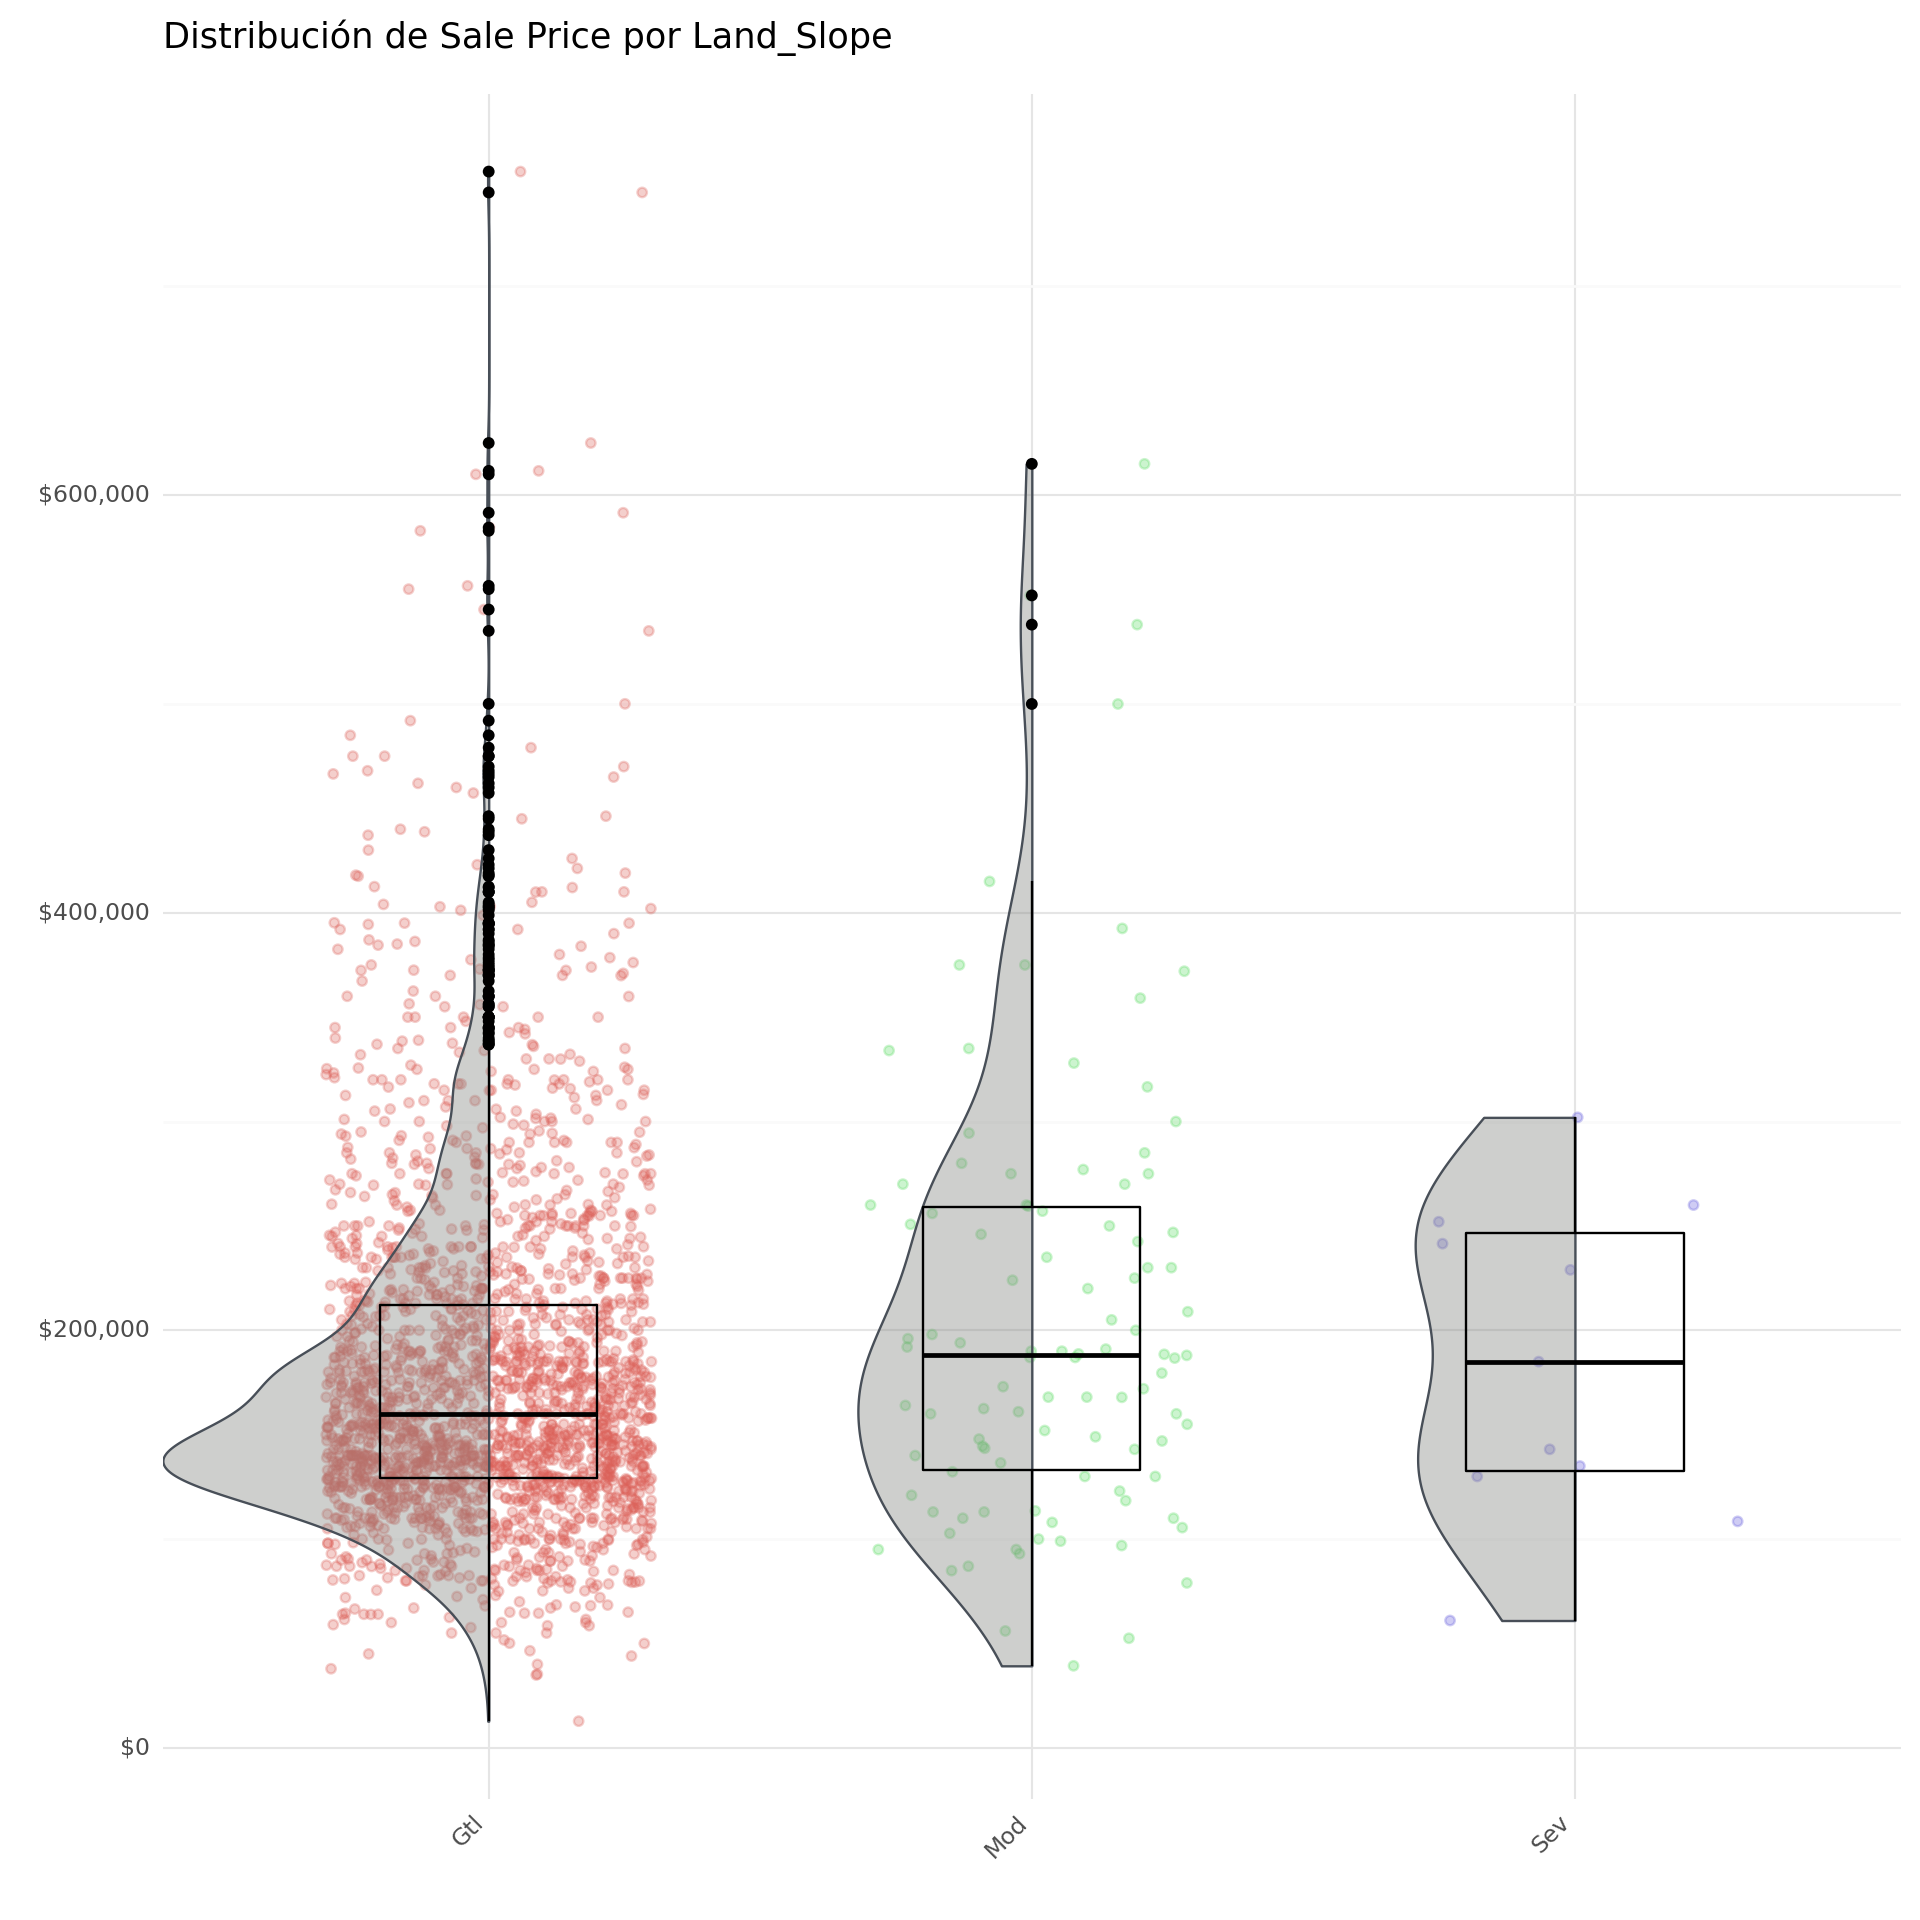 Distribución de Sale Price por Land_Slope
$600,000
$400,000
$200,000
$0
Gtl
Mod
Sev